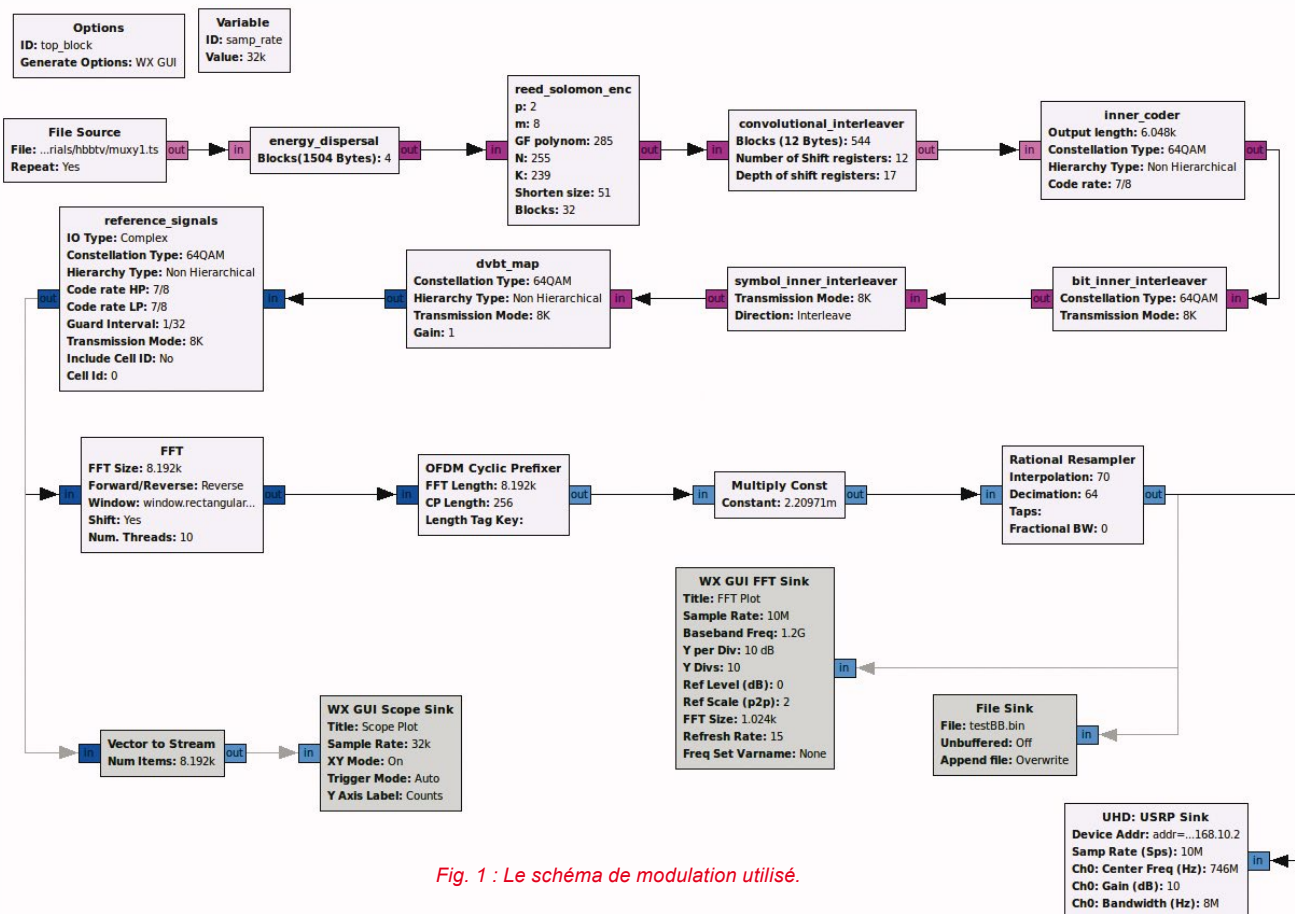 Options
ID: top_block
Generate Options: WX GUI
Variable
ID: samp_rate
Value: 32k
File Source
File: ...rials/hbbtv/muxy1.ts
Repeat: Yes
out
in
energy_dispersal
Blocks(1504 Bytes): 4
out
in
reed_solomon_enc
p: 2
m: 8
GF polynom: 285
N: 255
K: 239
Shorten size: 51
Blocks: 32
out
in
convolutional_interleaver
Blocks (12 Bytes): 544
Number of Shift registers: 12
Depth of shift registers: 17
out
in
inner_coder
Output length: 6.048k
Constellation Type: 64QAM
Hierarchy Type: Non Hierarchical
Code rate: 7/8
out
reference_signals
IO Type: Complex
Constellation Type: 64QAM
Hierarchy Type: Non Hierarchical
Code rate HP: 7/8
Code rate LP: 7/8
Guard Interval: 1/32
Transmission Mode: 8K
Include Cell ID: No
Cell Id: 0
out
in
dvbt_map
Constellation Type: 64QAM
Hierarchy Type: Non Hierarchical
Transmission Mode: 8K
Gain: 1
out
in
symbol_inner_interleaver
Transmission Mode: 8K
Direction: Interleave
out
in
bit_inner_interleaver
Constellation Type: 64QAM
Transmission Mode: 8K
out
in
in
FFT
FFT Size: 8.192k
Forward/Reverse: Reverse
Window: window.rectangular...
Shift: Yes
Num. Threads: 10
out
in
OFDM Cyclic Prefixer
FFT Length: 8.192k
CP Length: 256
Length Tag Key:
out
in
Multiply Const
Constant: 2.20971m
out
in
Rational Resampler
Interpolation: 70
Decimation: 64
Taps:
Fractional BW: 0
out
WX GUI FFT Sink
Title: FFT Plot
Sample Rate: 10M
Baseband Freq: 1.2G
Y per Div: 10 dB
Y Divs: 10
Ref Level (dB): 0
Ref Scale (p2p): 2
FFT Size: 1.024k
Refresh Rate: 15
Freq Set Varname: None
in
File Sink
File: testBB.bin
Unbuffered: Off
Append file: Overwrite
in
in
Vector to Stream
Num Items: 8.192k
out
in
WX GUI Scope Sink
Title: Scope Plot
Sample Rate: 32k
XY Mode: On
Trigger Mode: Auto
Y Axis Label: Counts
UHD: USRP Sink
Device Addr: addr=...168.10.2
Samp Rate (Sps): 10M
Ch0: Center Freq (Hz): 746M
Ch0: Gain (dB): 10
Ch0: Bandwidth (Hz): 8M
in
Fig. 1 : Le schéma de modulation utilisé.